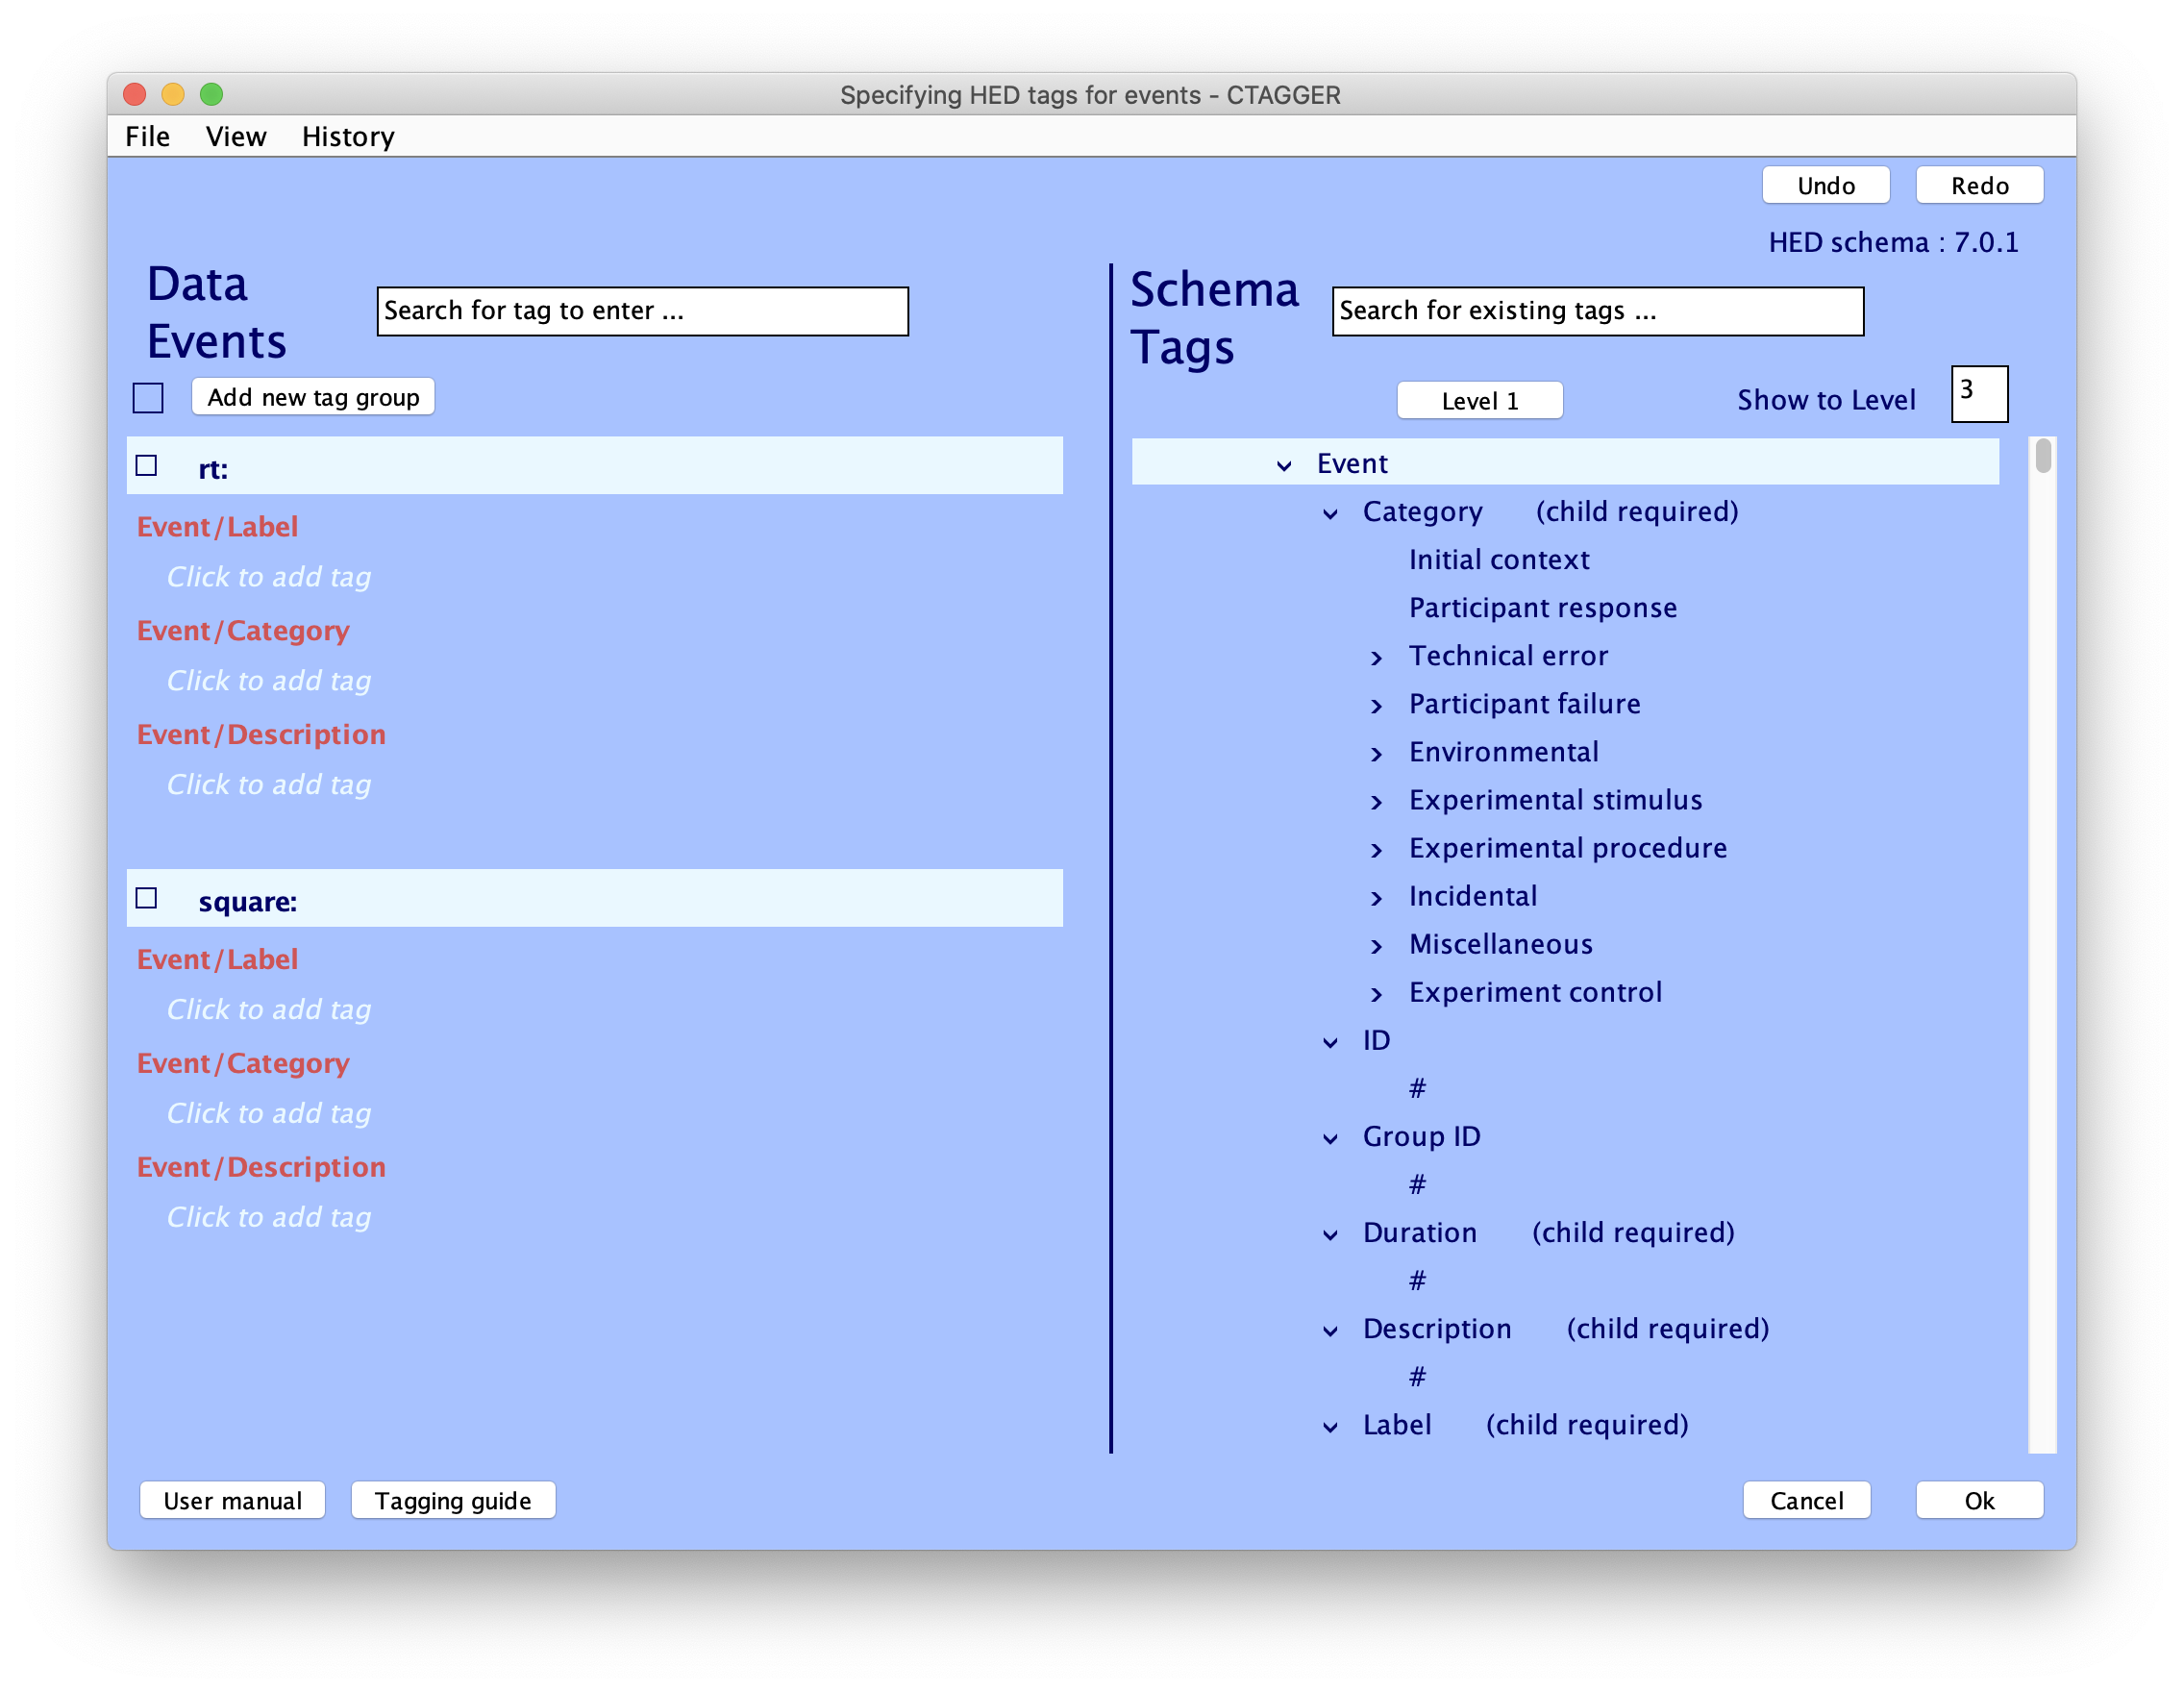 Specifying HED tags for events - CTAGGER
File View History
Undo Redo
HED schema : 7.0.1
Data
Events
Search for tag to enter ...
Add new tag group
rt:
Event/Label
Click to add tag
Event/Category
Click to add tag
Event/Description
Click to add tag
square:
Event/Label
Click to add tag
Event/Category
Click to add tag
Event/Description
Click to add tag
Schema
Tags
Search for existing tags ...
Level 1 Show to Level 3
Event
Category (child required)
Initial context
Participant response
Technical error
Participant failure
Environmental
Experimental stimulus
Experimental procedure
Incidental
Miscellaneous
Experiment control
ID
#
Group ID
#
Duration (child required)
#
Description (child required)
#
Label (child required)
User manual Tagging guide Cancel Ok